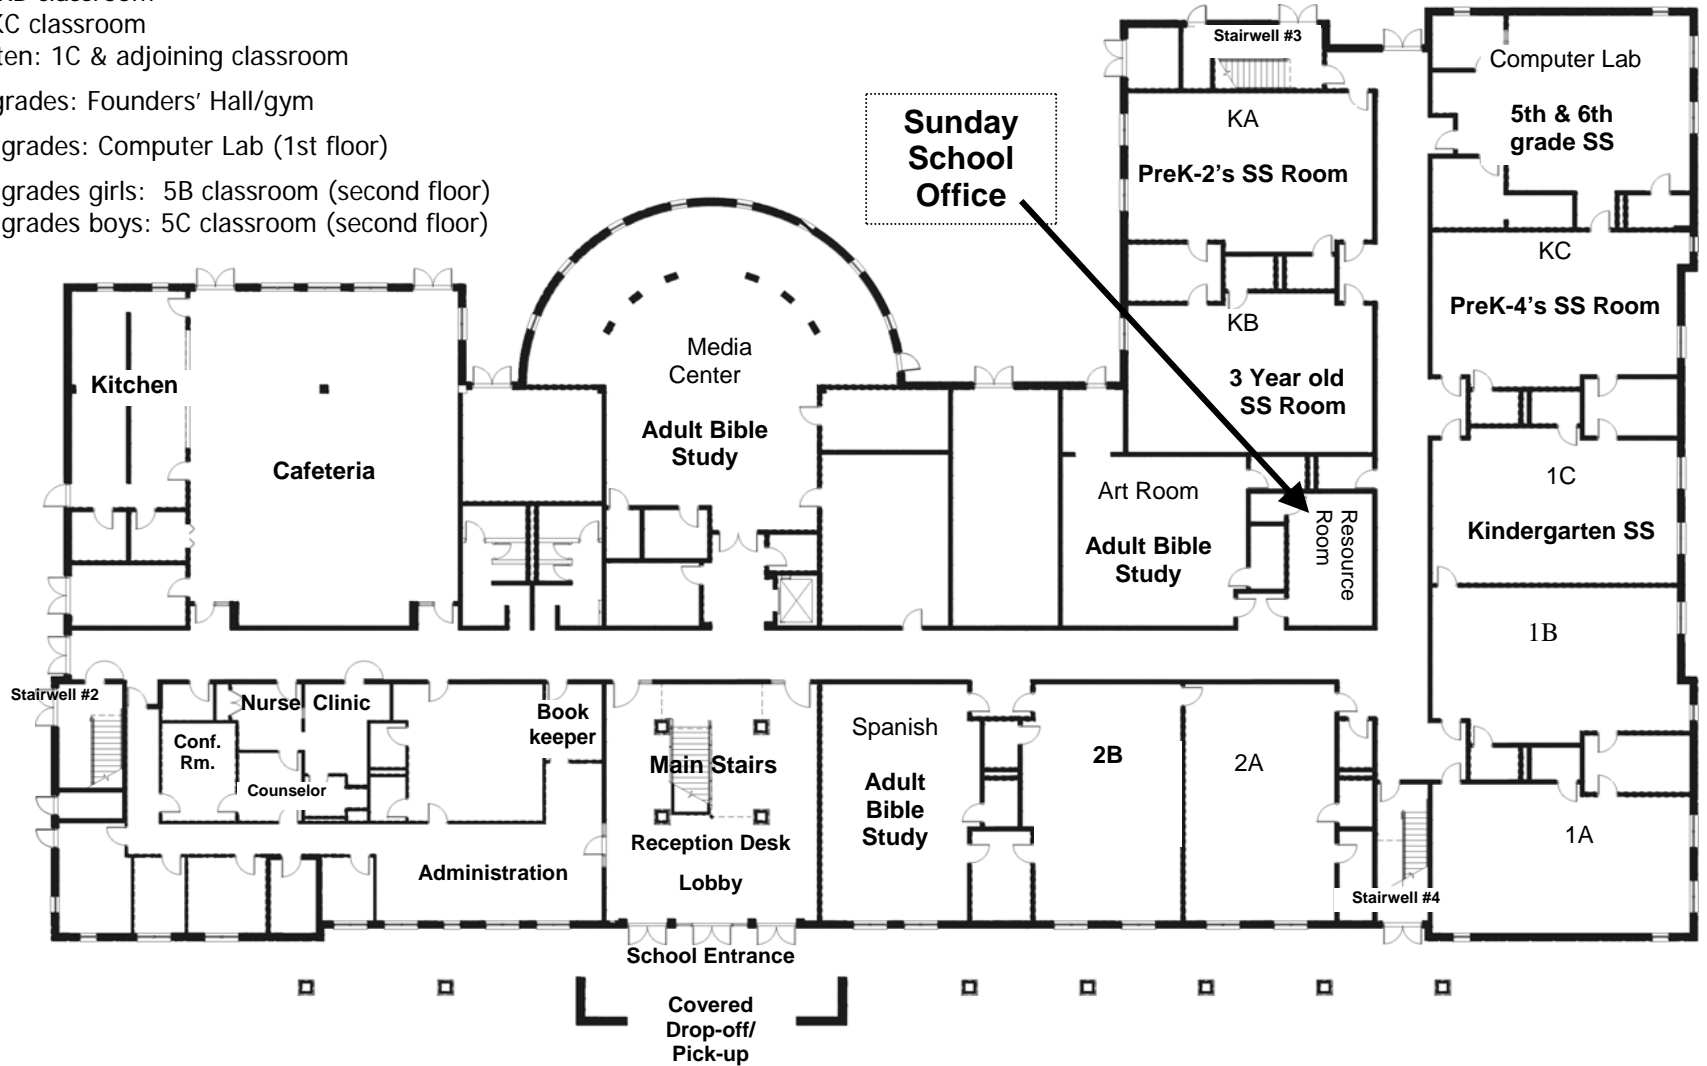 KC classroom
ten: 1C & adjoining classroom
grades: Founders' Hall/gym
grades: Computer Lab (1st floor)
grades girls: 5B classroom (second floor)
grades boys: 5C classroom (second floor)
Sunday
School
Office
Stairwell #3
Computer Lab
5th & 6th
grade SS
KA
PreK-2's SS Room
KC
PreK-4's SS Room
KB
3 Year old
SS Room
Media
Center
Adult Bible
Study
Kitchen
Cafeteria
Art Room
Adult Bible
Study
Resource
Room
1C
Kindergarten SS
1B
Stairwell #2
Nurse
Clinic
Conf.
Rm.
Counselor
Book
keeper
Main Stairs
Reception Desk
Lobby
Administration
Spanish
Adult
Bible
Study
2B
2A
1A
Stairwell #4
School Entrance
Covered
Drop-off/
Pick-up